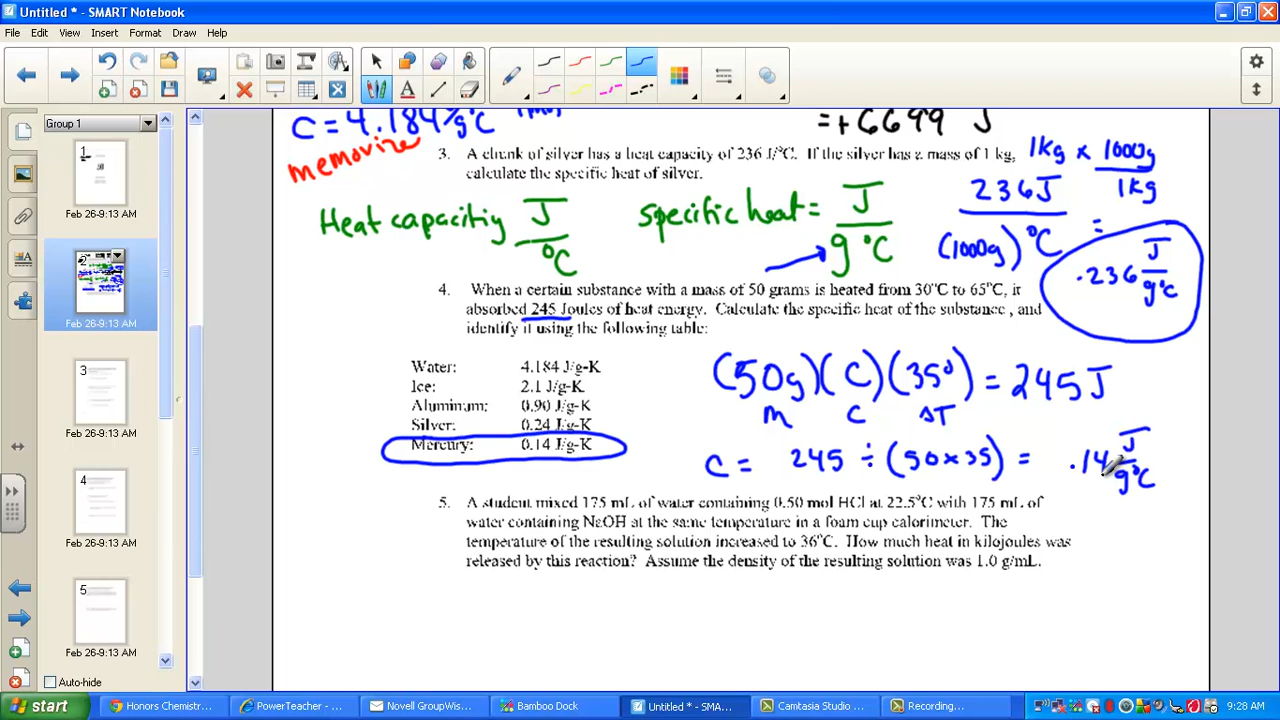 Untitled * - SMART Notebook
File Edit View Insert Format Draw Help
Group 1
1
Feb 26-9:13 AM
2
Feb 26-9:13 AM
3
Feb 26-9:13 AM
4
Feb 26-9:13 AM
5
Feb 26-9:13 AM
Auto-hide
C=4.184 J/g°C
=+6699 J
memorize
3. A chunk of silver has a heat capacity of 236 J/°C. If the silver has a mass of 1 kg,
calculate the specific heat of silver.
1kg x 1000g
1kg
236J
(1000g) °C
=
.236 J
g°C
Heat capacitiy J
°C
specific heat = J
g °C
4. When a certain substance with a mass of 50 grams is heated from 30°C to 65°C, it
absorbed 245 Joules of heat energy. Calculate the specific heat of the substance , and
identify it using the following table:
Water: 4.184 J/g-K
Ice: 2.1 J/g-K
Aluminum: 0.90 J/g-K
Silver: 0.24 J/g-K
Mercury: 0.14 J/g-K
(50g)(C)(35°) = 245J
m C ΔT
C = 245 ÷ (50x35) = .14 J
g°C
5. A student mixed 175 mL of water containing 0.50 mol HCl at 22.5°C with 175 mL of
water containing NaOH at the same temperature in a foam cup calorimeter. The
temperature of the resulting solution increased to 36°C. How much heat in kilojoules was
released by this reaction? Assume the density of the resulting solution was 1.0 g/mL.
start
Honors Chemistr...
PowerTeacher - ...
Novell GroupWis...
Bamboo Dock
Untitled * - SMA...
Camtasia Studio ...
Recording...
9:28 AM